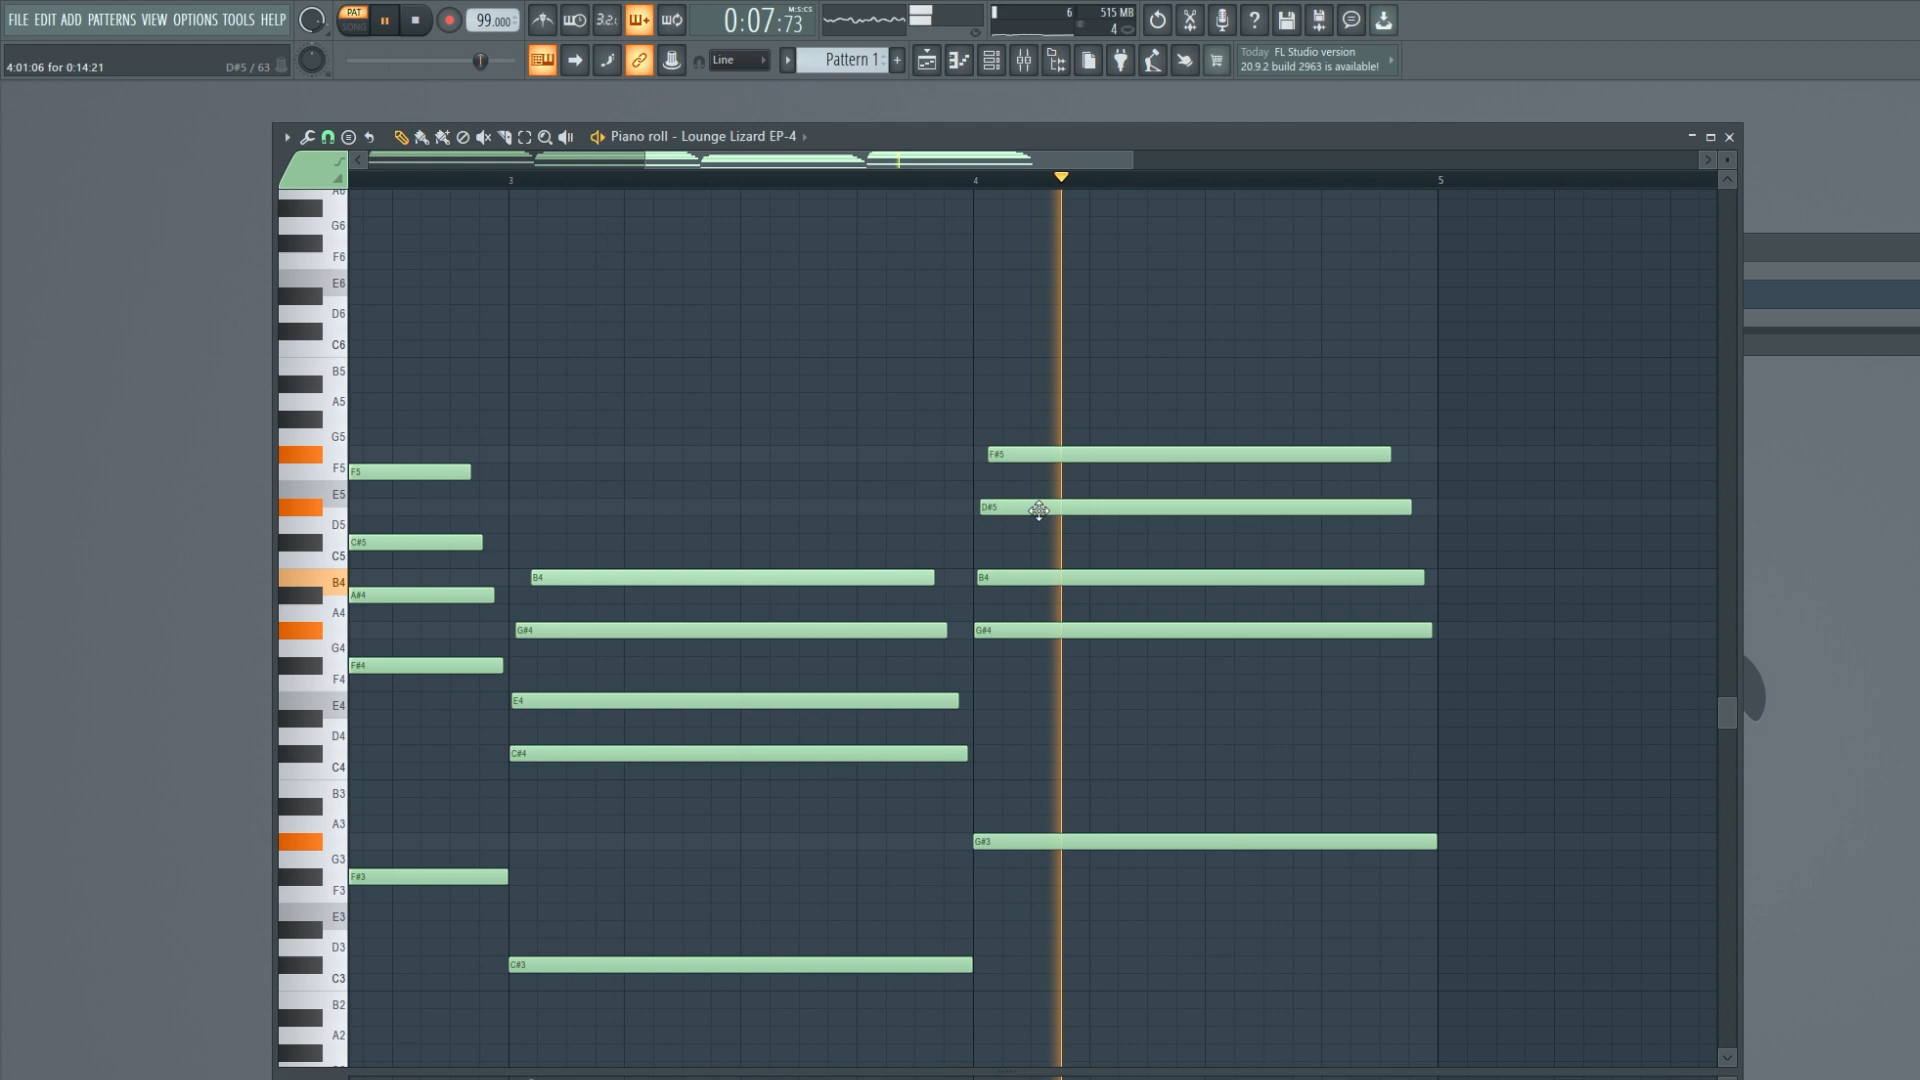 FILE EDIT ADD PATTERNS VIEW OPTIONS TOOLS HELP
PAT
SONG
99.000
3.2:
0:07:73
M:S:CS
6
515 MB
4
4:01:06 for 0:14:21
D#5 / 63
Line
Pattern 1
+
Today FL Studio version
20.9.2 build 2963 is available!
Piano roll - Lounge Lizard EP-4
3
4
5
A6
G6
F6
E6
D6
C6
B5
A5
G5
F#5
F5
F5
E5
D#5
D5
C#5
C5
B4
B4
B4
A#4
A4
G#4
G#4
G4
F#4
F4
E4
E4
D4
C#4
C4
B3
A3
G#3
G3
F#3
F3
E3
D3
C#3
C3
B2
A2